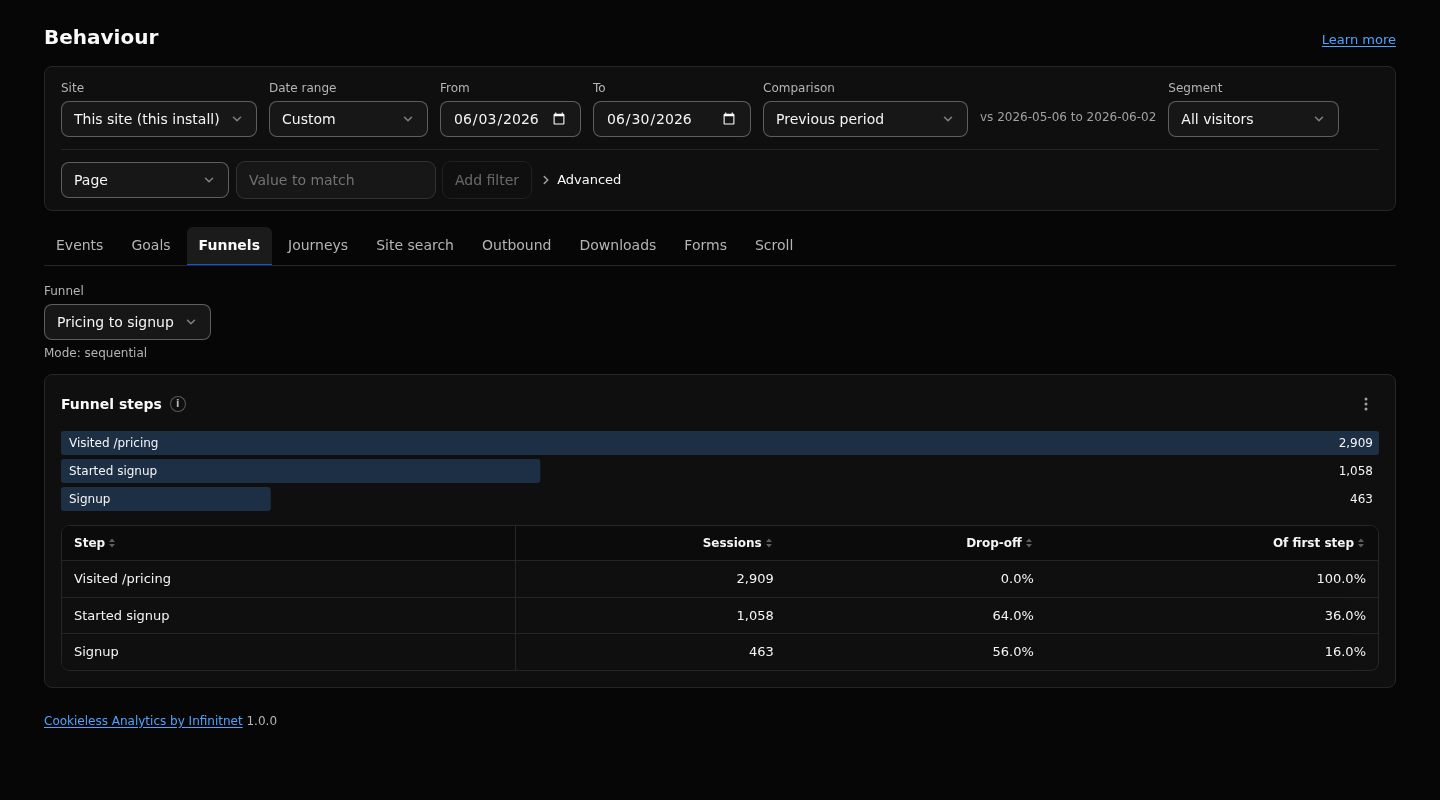 Behaviour
Learn more
Site
Date range
From
To
Comparison
Segment
This site (this install)
Custom
06/03/2026
06/30/2026
Previous period
vs 2026-05-06 to 2026-06-02
All visitors
Page
Value to match
Add filter
Advanced
Events Goals Funnels Journeys Site search Outbound Downloads Forms Scroll
Funnel
Pricing to signup
Mode: sequential
Funnel steps i
Visited /pricing 2,909
Started signup 1,058
Signup 463
Step Sessions Drop-off Of first step
Visited /pricing 2,909 0.0% 100.0%
Started signup 1,058 64.0% 36.0%
Signup 463 56.0% 16.0%
Cookieless Analytics by Infinitnet 1.0.0